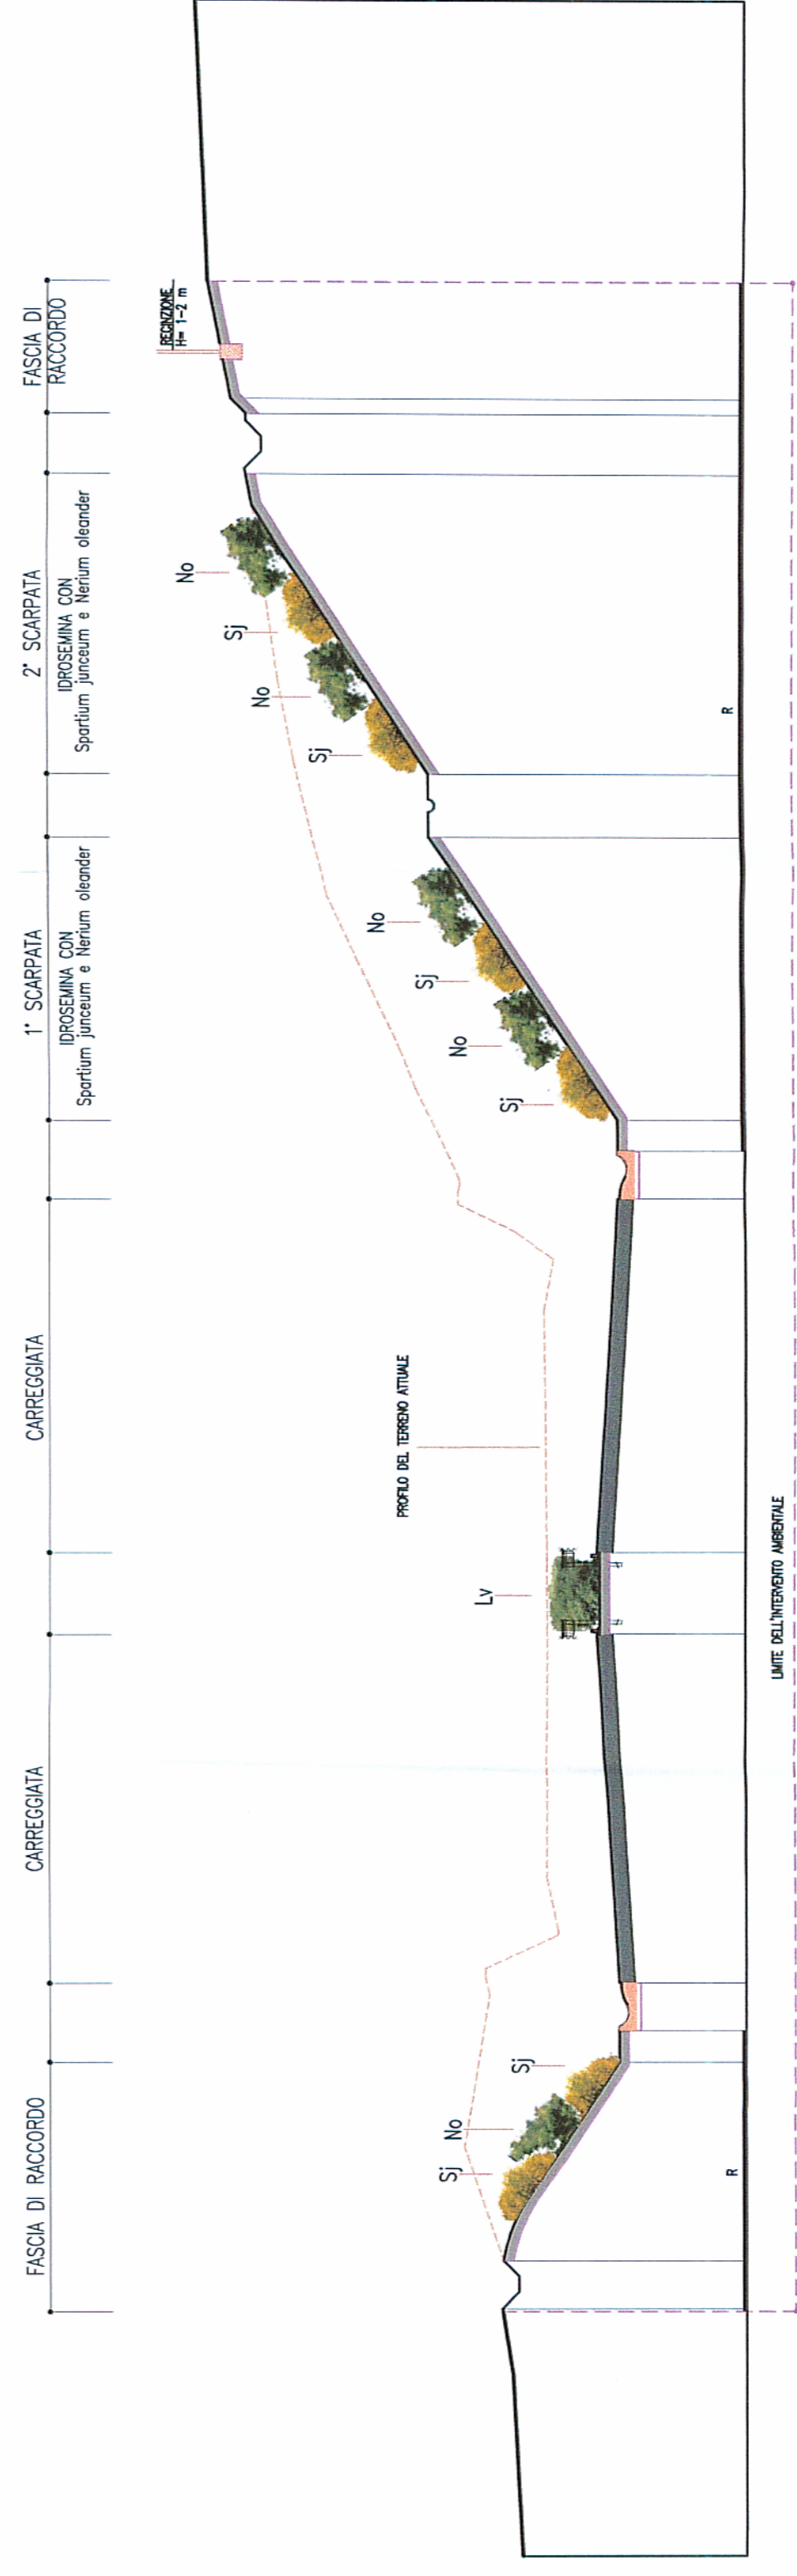 FASCIA DI RACCORDO
CARREGGIATA
CARREGGIATA
1° SCARPATA
IDROSEMINA CON
Spartium junceum e Nerium oleander
2° SCARPATA
IDROSEMINA CON
Spartium junceum e Nerium oleander
FASCIA DI
RACCORDO
RECINZIONE
H= 1-2 m
Sj
No
Sj
Lv
PROFILO DEL TERRENO ATTUALE
Sj
No
Sj
No
Sj
No
Sj
No
R
R
LIMITE DELL'INTERVENTO AMBIENTALE